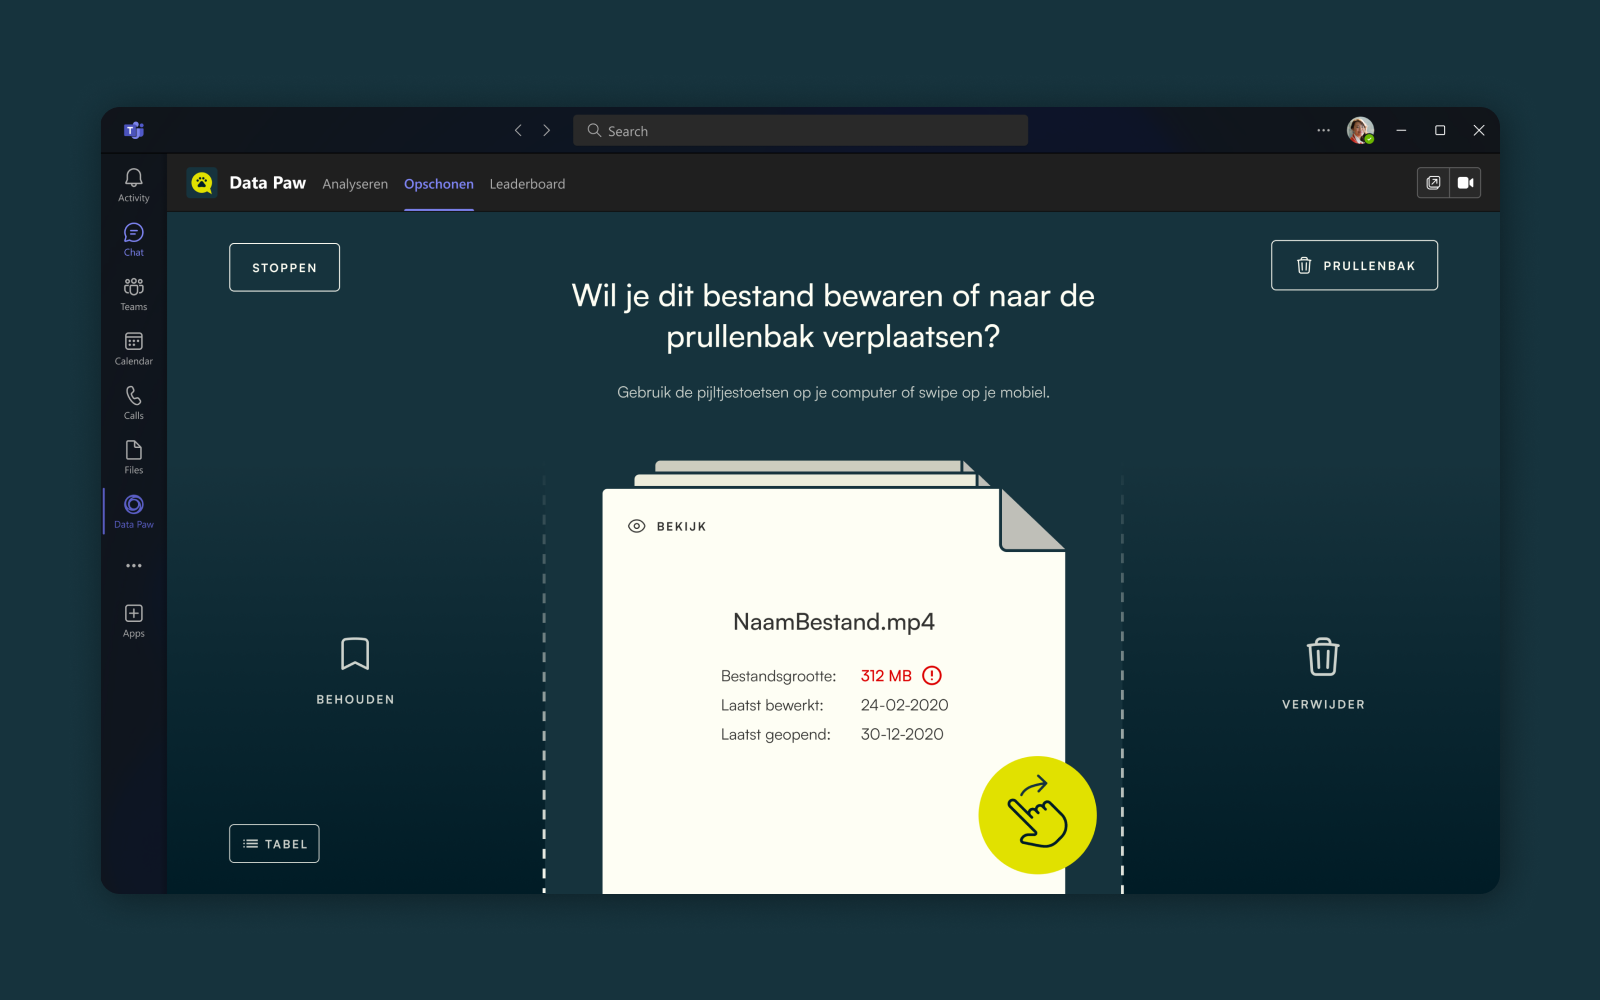 Search
Activity
Chat
Teams
Calendar
Calls
Files
Data Paw
Apps
Data Paw
Analyseren
Opschonen
Leaderboard
STOPPEN
PRULLENBAK
Wil je dit bestand bewaren of naar de
prullenbak verplaatsen?
Gebruik de pijltjestoetsen op je computer of swipe op je mobiel.
BEKIJK
NaamBestand.mp4
Bestandsgrootte: 312 MB
Laatst bewerkt: 24-02-2020
Laatst geopend: 30-12-2020
BEHOUDEN
VERWIJDER
TABEL